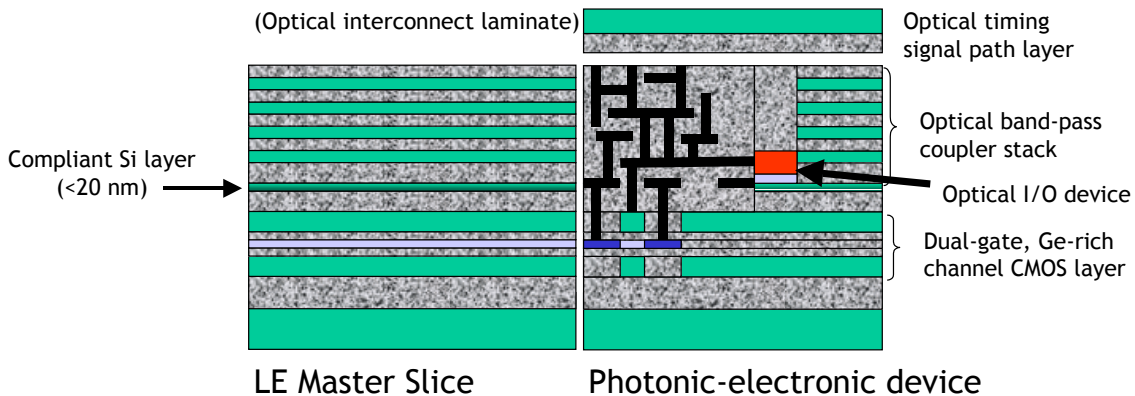 (Optical interconnect laminate)
Optical timing
signal path layer
Compliant Si layer
(<20 nm)
Optical band-pass
coupler stack
Optical I/O device
Dual-gate, Ge-rich
channel CMOS layer
LE Master Slice
Photonic-electronic device